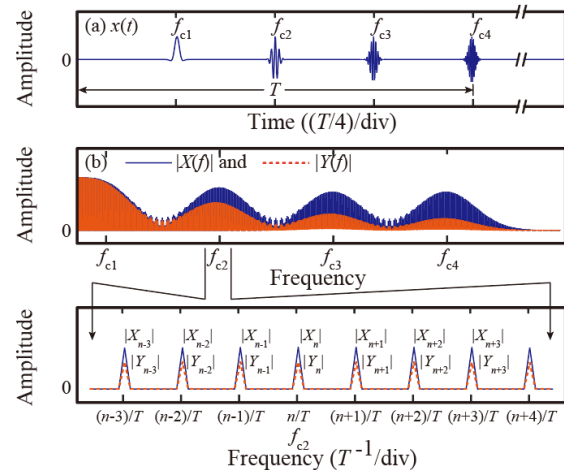 (a) x(t)
f_c1 f_c2 f_c3 f_c4
Amplitude
0
T
Time ((T/4)/div)
(b) |X(f)| and |Y(f)|
Amplitude
0
f_c1 f_c2 f_c3 f_c4
Frequency
|X_n-3| |X_n-2| |X_n-1| |X_n| |X_n+1| |X_n+2| |X_n+3|
|Y_n-3| |Y_n-2| |Y_n-1| |Y_n| |Y_n+1| |Y_n+2| |Y_n+3|
Amplitude
0
(n-3)/T (n-2)/T (n-1)/T n/T (n+1)/T (n+2)/T (n+3)/T (n+4)/T
f_c2
Frequency (T^-1/div)